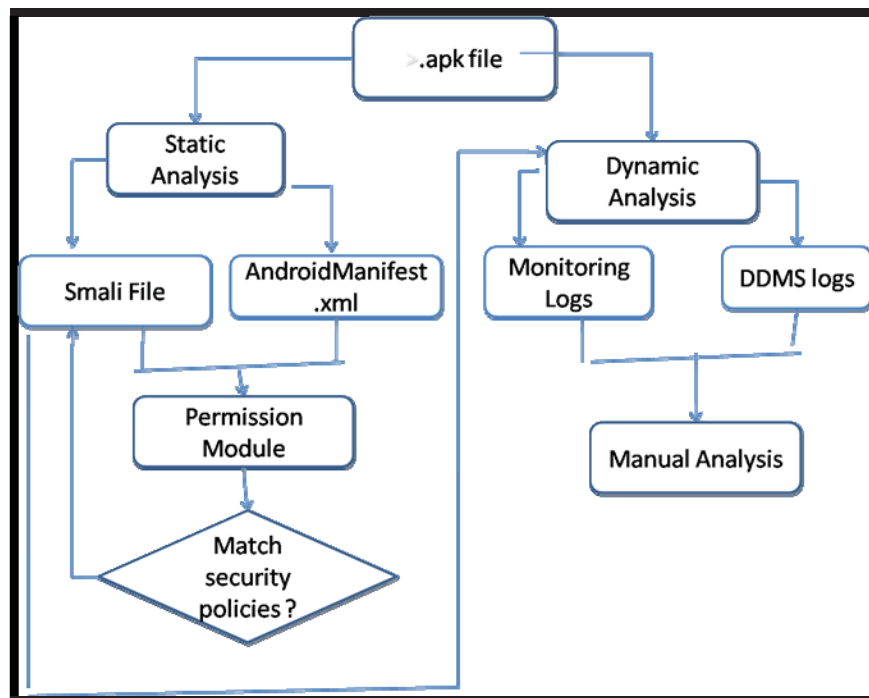 >.apk file
Static
Analysis
Dynamic
Analysis
Smali File
AndroidManifest
.xml
Monitoring
Logs
DDMS logs
Permission
Module
Manual Analysis
Match
security
policies ?